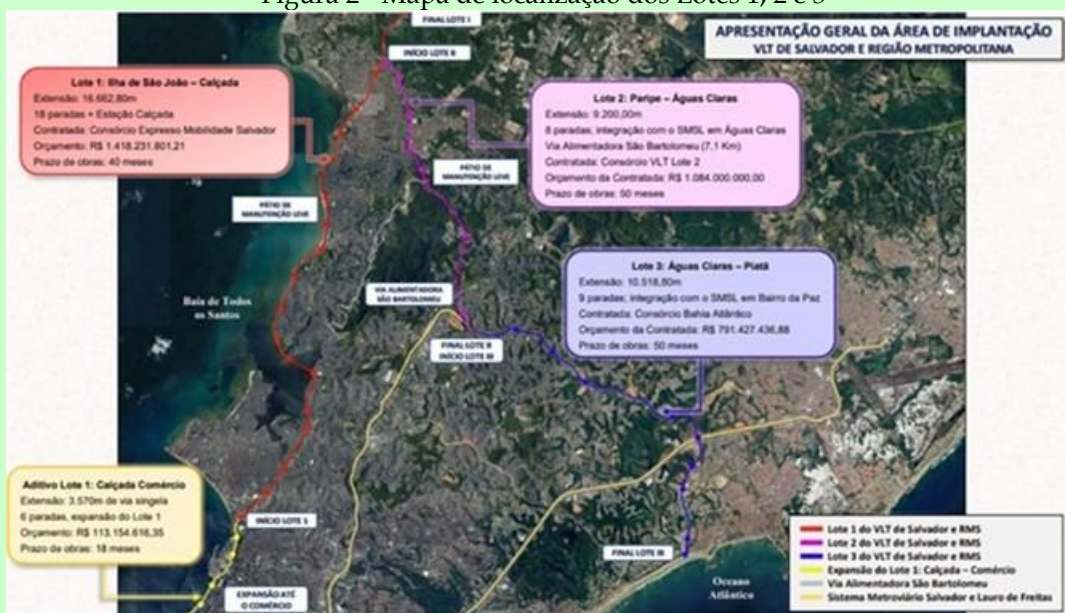 Figura 2 - Mapa de localização dos Lotes 1, 2 e 3
APRESENTAÇÃO GERAL DA ÁREA DE IMPLANTAÇÃO
VLT DE SALVADOR E REGIÃO METROPOLITANA
FINAL LOTE I
INÍCIO LOTE II
Lote 1: Ilha de São João – Calçada
Extensão: 16.662,80m
18 paradas + Estação Calçada
Contratada: Consórcio Expresso Mobilidade Salvador
Orçamento: R$ 1.418.231.801,21
Prazo de obras: 40 meses
Lote 2: Paripe – Águas Claras
Extensão: 9.200,00m
8 paradas, integração com o SMSL em Águas Claras
Via Alimentadora São Bartolomeu (7,1 Km)
Contratada: Consórcio VLT Lote 2
Orçamento da Contratada: R$ 1.084.000.000,00
Prazo de obras: 50 meses
PÁTIO DE
MANUTENÇÃO LEVE
PÁTIO DE
MANUTENÇÃO LEVE
Lote 3: Águas Claras – Piatã
Extensão: 10.518,80m
9 paradas; integração com o SMSL em Bairro da Paz
Contratada: Consórcio Bahia Atlântico
Orçamento da Contratada: R$ 791.427.436,88
Prazo de obras: 50 meses
VIA ALIMENTADORA
SÃO BARTOLOMEU
Baía de Todos
os Santos
FINAL LOTE II
INÍCIO LOTE III
Aditivo Lote 1: Calçada Comércio
Extensão: 3.570m de via singela
6 paradas, expansão do Lote 1
Orçamento: R$ 113.154.616,35
Prazo de obras: 18 meses
INÍCIO LOTE 1
EXPANSÃO ATÉ
O COMÉRCIO
FINAL LOTE III
Oceano
Atlântico
Lote 1 do VLT de Salvador e RMS
Lote 2 do VLT de Salvador e RMS
Lote 3 do VLT de Salvador e RMS
Expansão do Lote 1: Calçada – Comércio
Via Alimentadora São Bartolomeu
Sistema Metroviário Salvador e Lauro de Freitas